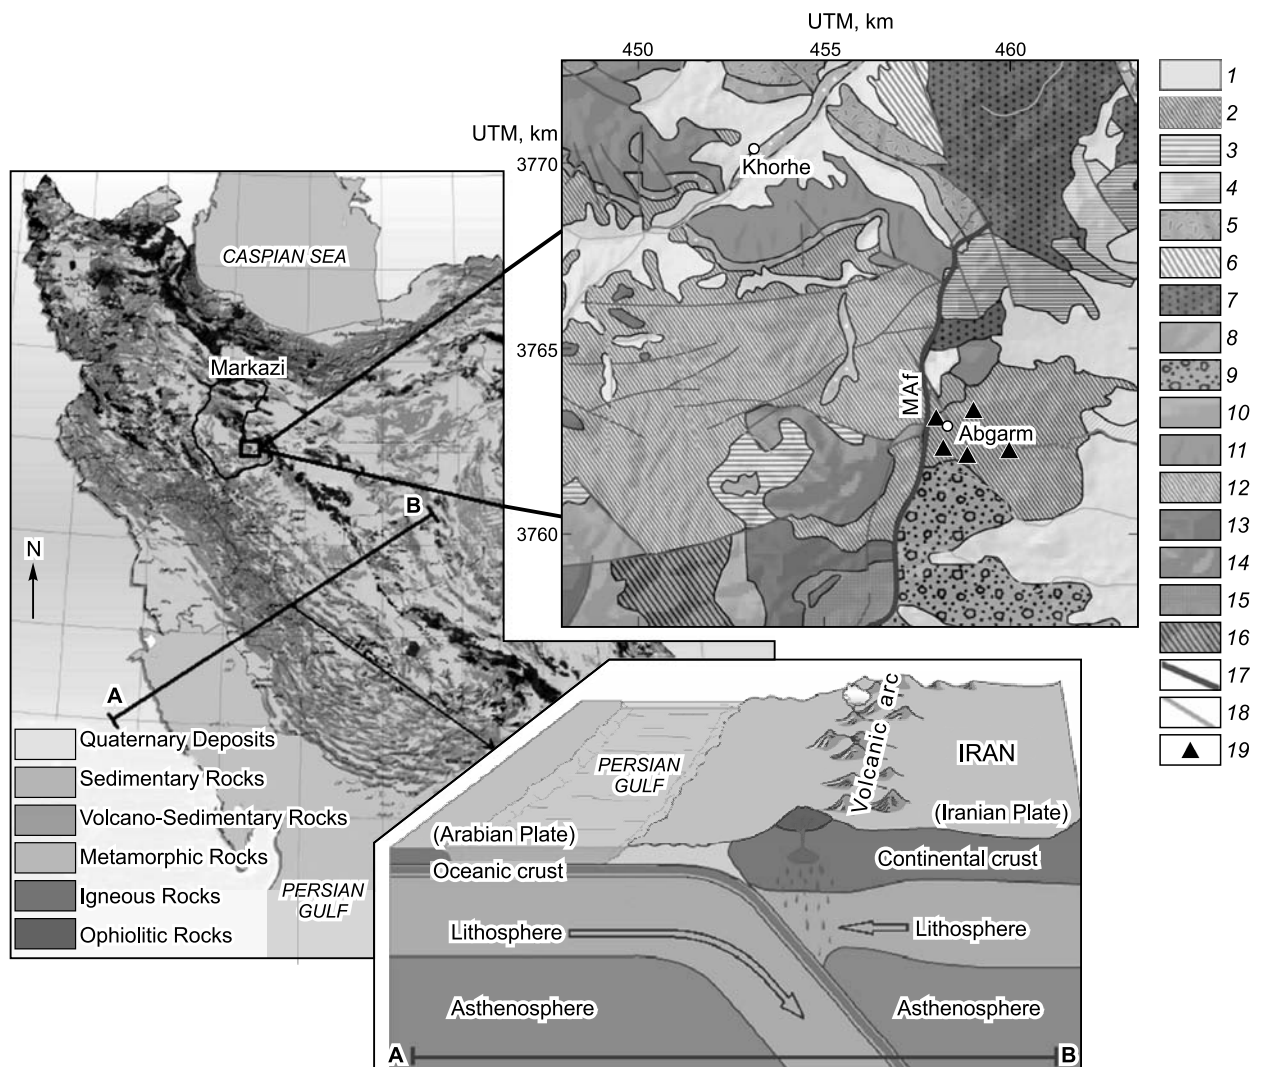 UTM, km
450 455 460
UTM, km
3770
3765
3760
Khorhe
MAf
Abgarm
1
2
3
4
5
6
7
8
9
10
11
12
13
14
15
16
17
18
19
CASPIAN SEA
Markazi
B
N
A
Quaternary Deposits
Sedimentary Rocks
Volcano-Sedimentary Rocks
Metamorphic Rocks
Igneous Rocks
Ophiolitic Rocks
PERSIAN
GULF
Volcanic arc
PERSIAN
GULF
IRAN
(Arabian Plate)
(Iranian Plate)
Oceanic crust
Continental crust
Lithosphere
Lithosphere
Asthenosphere
Asthenosphere
A
B